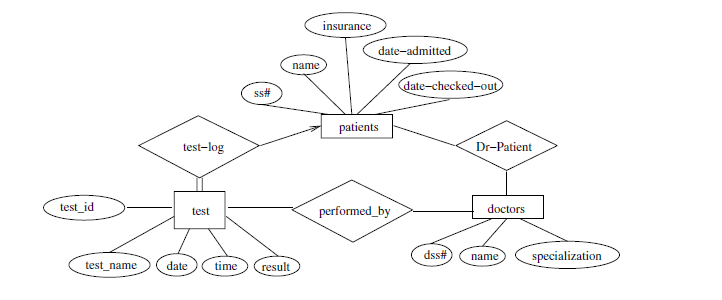 insurance
date-admitted
name
date-checked-out
ss#
patients
test-log
Dr-Patient
test_id
test
performed_by
doctors
test_name
date
time
result
dss#
name
specialization